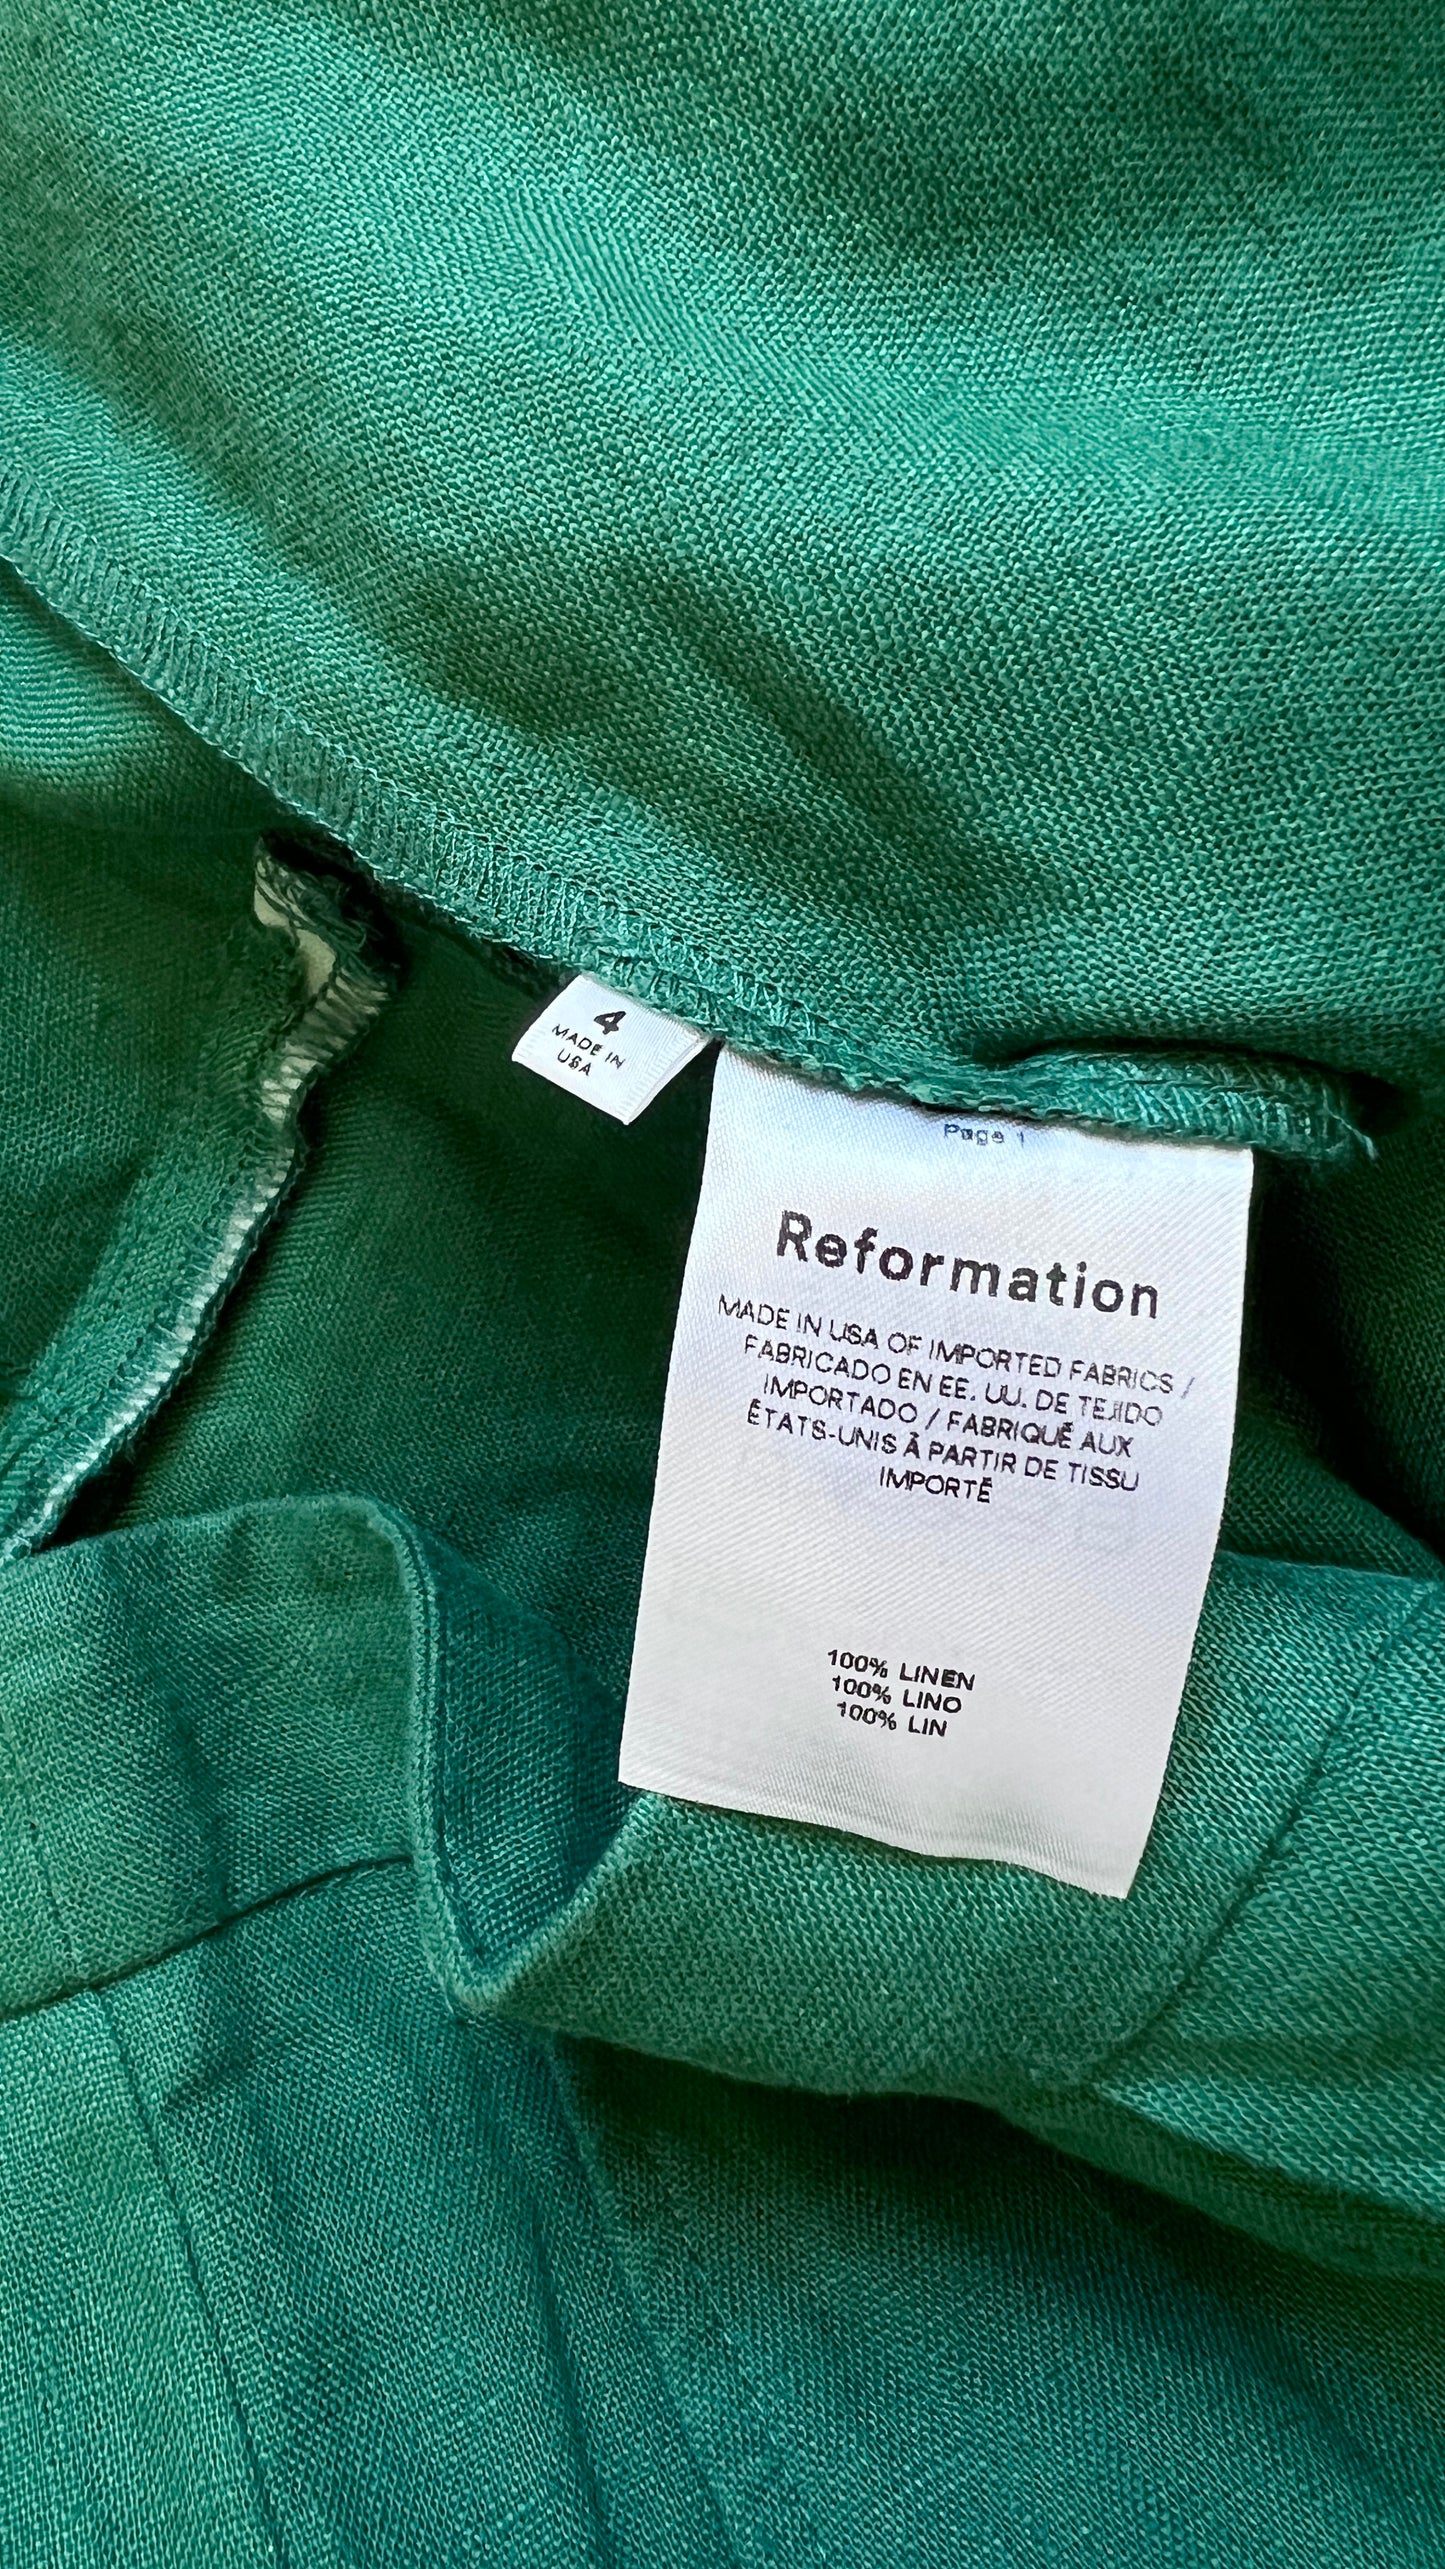 4
MADE IN
USA
Page 1
Reformation
MADE IN USA OF IMPORTED FABRICS /
FABRICADO EN EE. UU. DE TEJIDO
IMPORTADO / FABRIQUÉ AUX
ÉTATS-UNIS À PARTIR DE TISSU
IMPORTÉ
100% LINEN
100% LINO
100% LIN